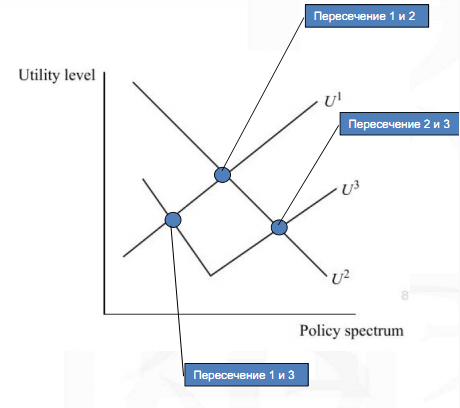 Пересечение 1 и 2
Utility level
U¹
Пересечение 2 и 3
U³
U²
8
Policy spectrum
Пересечение 1 и 3